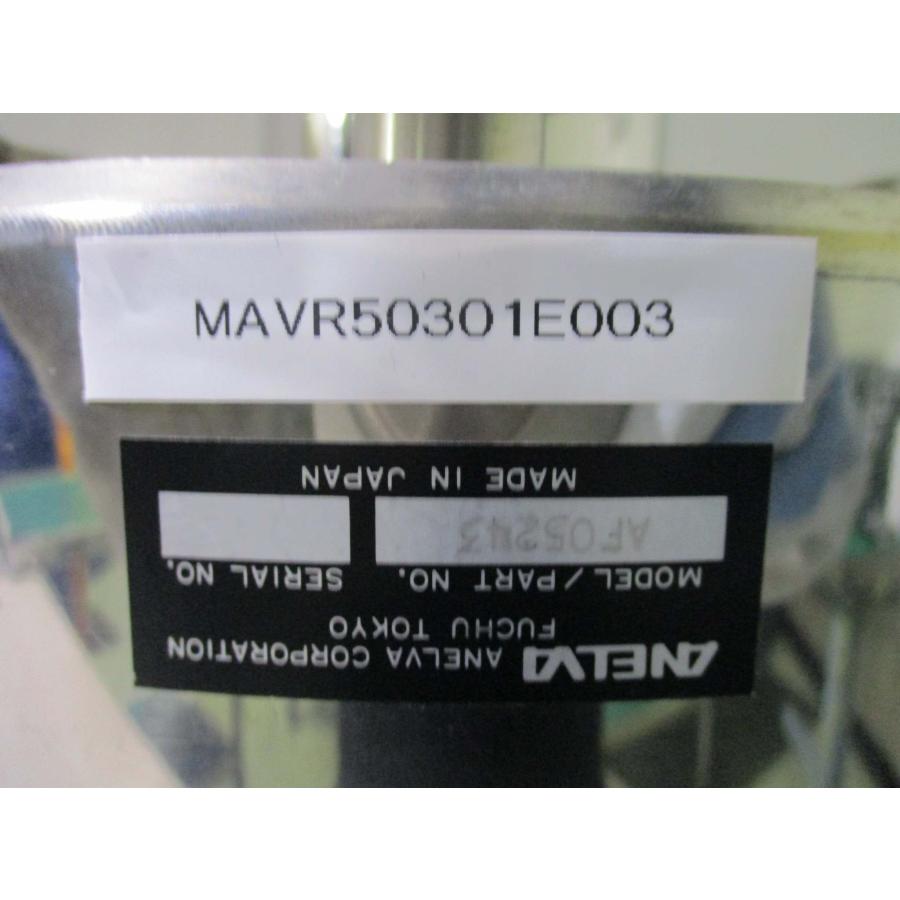 MAVR50301E003
ANELVA ANELVA CORPORATION
FUCHU TOKYO
MODEL / PART NO. SERIAL NO.
AF05243
MADE IN JAPAN